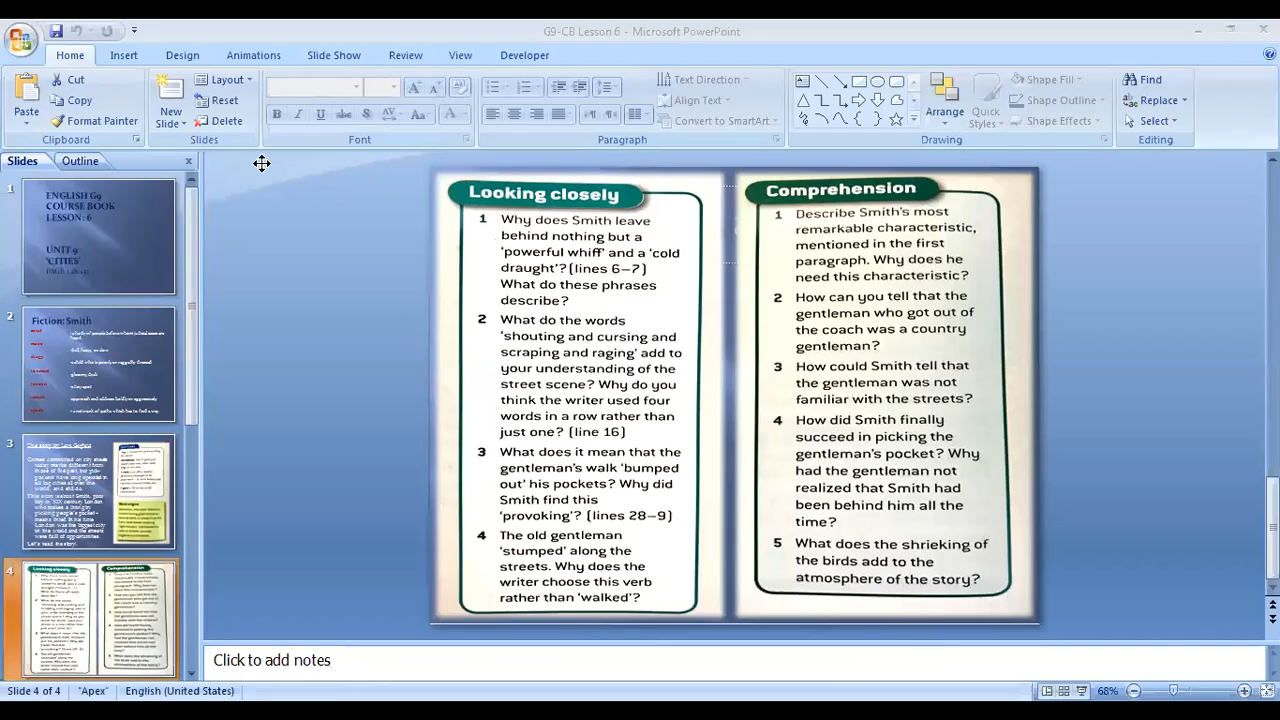 G9-CB Lesson 6 - Microsoft PowerPoint
Home
Insert
Design
Animations
Slide Show
Review
View
Developer
Paste
Cut
Copy
Format Painter
Clipboard
New
Slide
Layout
Reset
Delete
Slides
B I U abe S AV Aa A
Font
Text Direction
Align Text
Convert to SmartArt
Paragraph
Arrange
Quick
Styles
Shape Fill
Shape Outline
Shape Effects
Drawing
Find
Replace
Select
Editing
Slides
Outline
1
ENGLISH G9
COURSE BOOK
LESSON: 6
UNIT 9
'CITIES'
2
Fiction: Smith
3
Let's read the story!
4
Looking closely
Comprehension
Looking closely
1 Why does Smith leave
behind nothing but a
'powerful whiff' and a 'cold
draught'? (lines 6–7)
What do these phrases
describe?
2 What do the words
'shouting and cursing and
scraping and raging' add to
your understanding of the
street scene? Why do you
think the writer used four
words in a row rather than
just one? (line 16)
3 What does it mean that the
gentleman's walk 'bumped
out' his pockets? Why did
Smith find this
'provoking'? (lines 28–9)
4 The old gentleman
'stumped' along the
streets. Why does the
writer choose this verb
rather than 'walked'?
Comprehension
1 Describe Smith's most
remarkable characteristic,
mentioned in the first
paragraph. Why does he
need this characteristic?
2 How can you tell that the
gentleman who got out of
the coach was a country
gentleman?
3 How could Smith tell that
the gentleman was not
familiar with the streets?
4 How did Smith finally
succeed in picking the
gentleman's pocket? Why
had the gentleman not
realized that Smith had
been behind him all the
time?
5 What does the shrieking of
the birds add to the
atmosphere of the story?
Click to add notes
Slide 4 of 4
"Apex"
English (United States)
68%